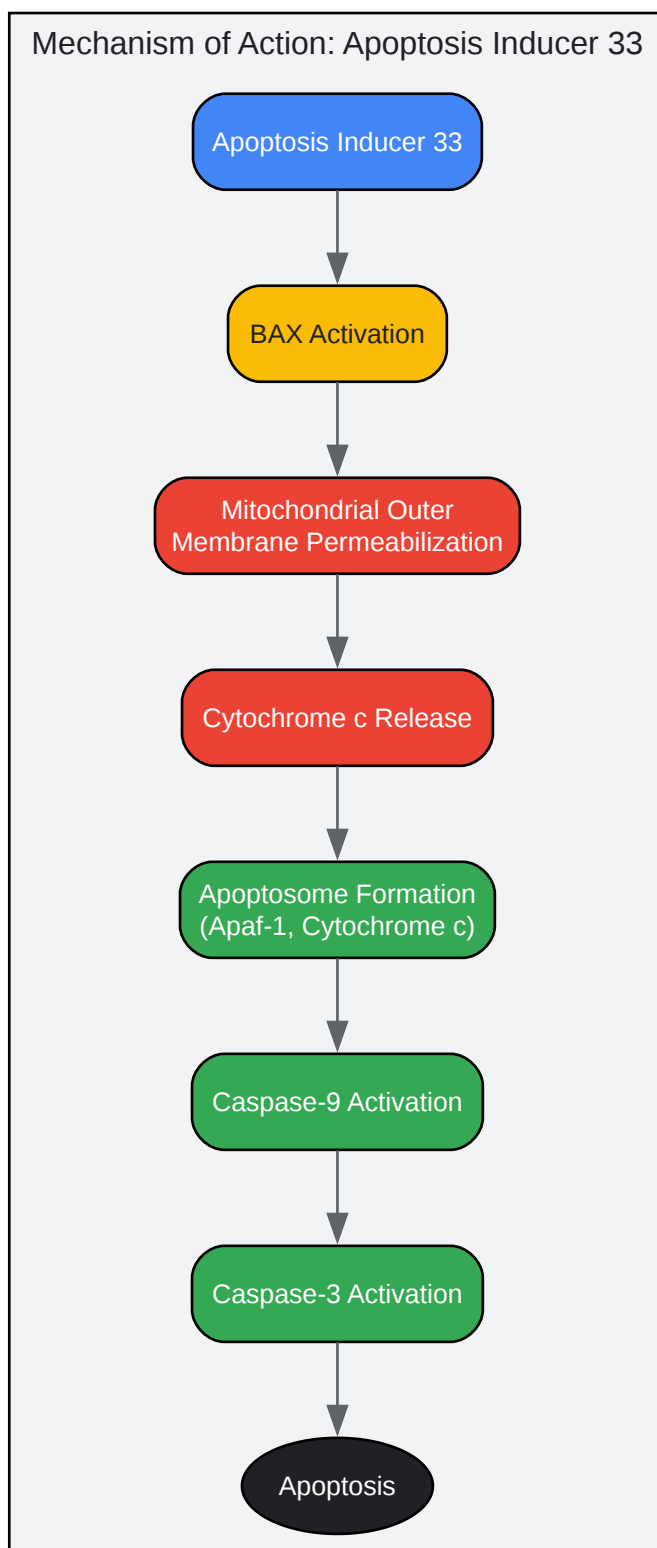 Mechanism of Action: Apoptosis Inducer 33
Apoptosis Inducer 33
BAX Activation
Mitochondrial Outer
Membrane Permeabilization
Cytochrome c Release
Apoptosome Formation
(Apaf-1, Cytochrome c)
Caspase-9 Activation
Caspase-3 Activation
Apoptosis